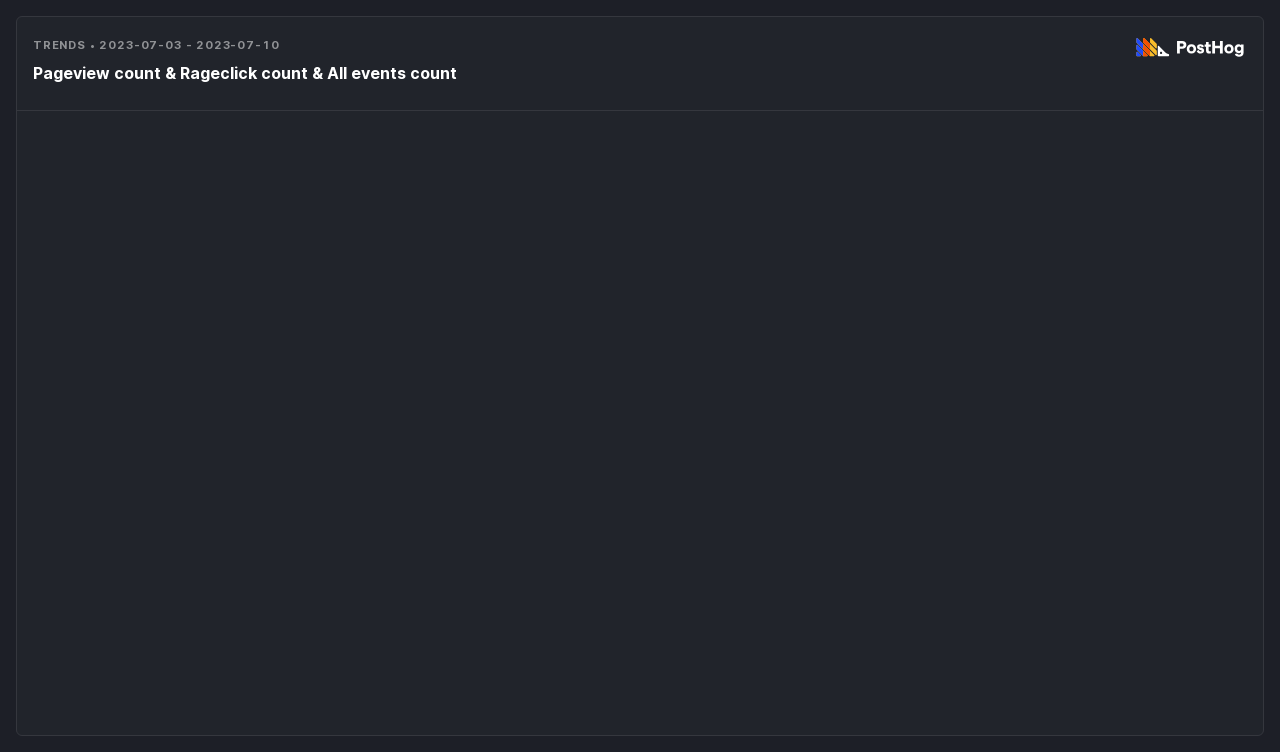 TRENDS • 2023-07-03 - 2023-07-10
PostHog
Pageview count & Rageclick count & All events count